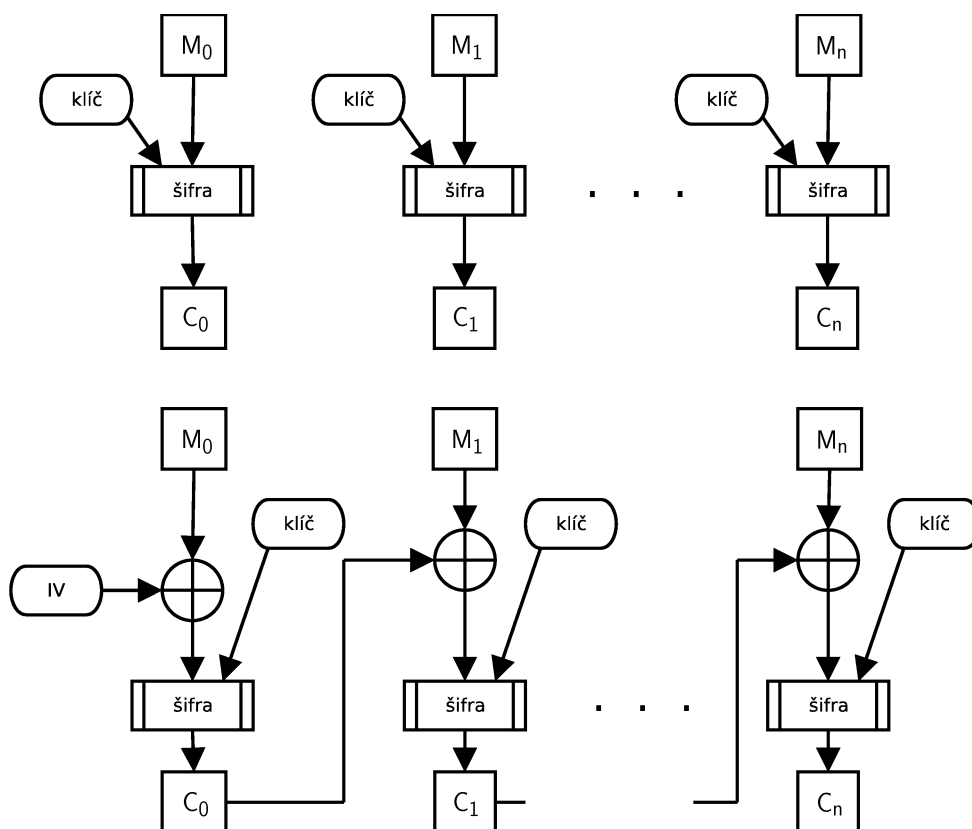 M₀ M₁ Mₙ
klíč klíč klíč
šifra šifra . . . šifra
C₀ C₁ Cₙ
M₀ M₁ Mₙ
klíč klíč klíč
IV
šifra šifra . . . šifra
C₀ C₁ Cₙ